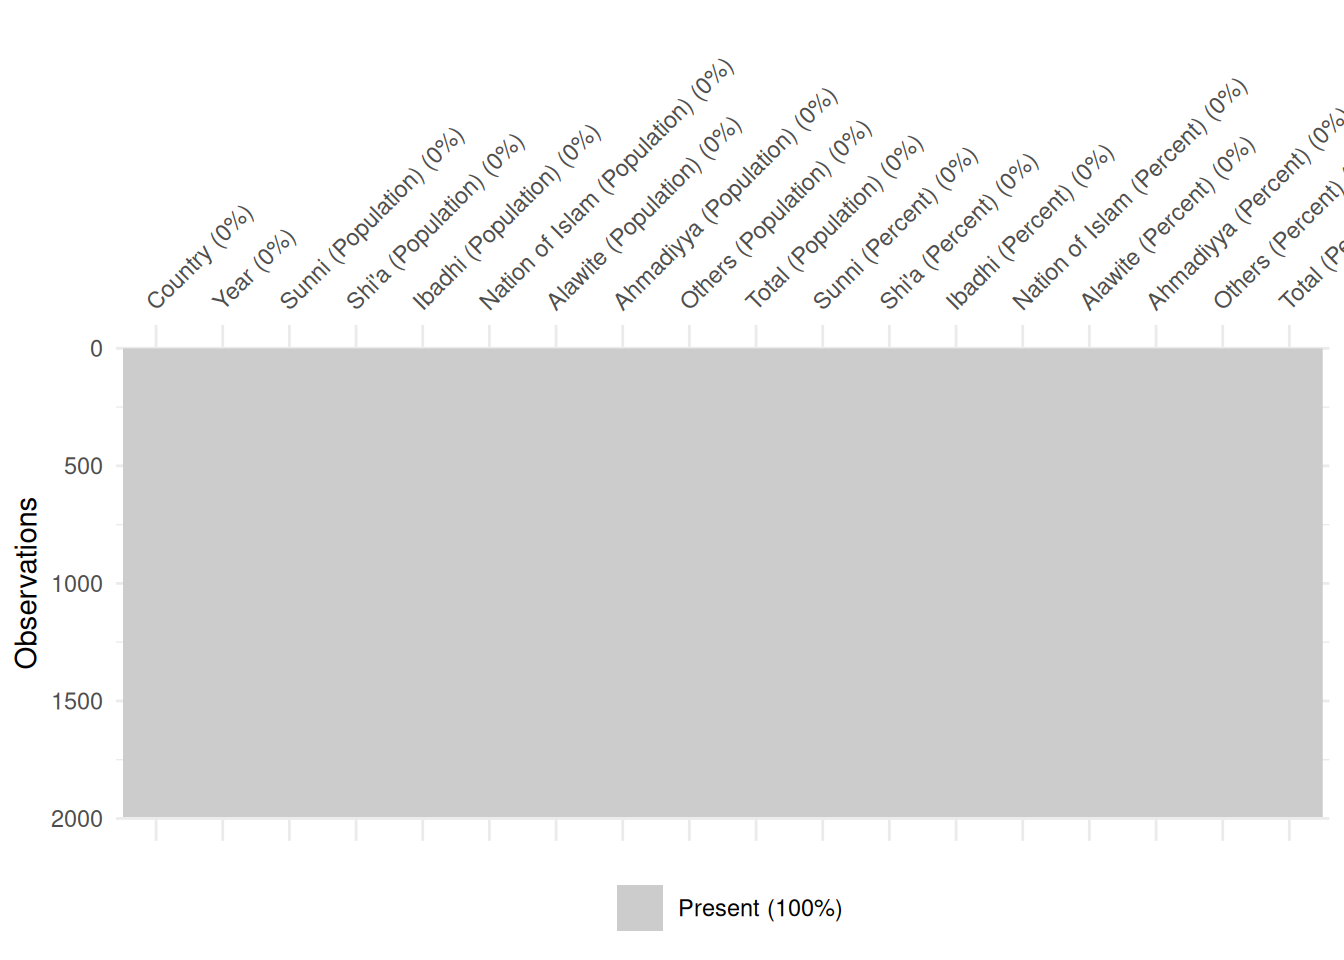 Country (0%)
Year (0%)
Sunni (Population) (0%)
Shi'a (Population) (0%)
Ibadhi (Population) (0%)
Nation of Islam (Population) (0%)
Alawite (Population) (0%)
Ahmadiyya (Population) (0%)
Others (Population) (0%)
Total (Population) (0%)
Sunni (Percent) (0%)
Shi'a (Percent) (0%)
Ibadhi (Percent) (0%)
Nation of Islam (Percent) (0%)
Alawite (Percent) (0%)
Ahmadiyya (Percent) (0%
Others (Percent)
Total
0
500
1000
1500
2000
Observations
Present (100%)